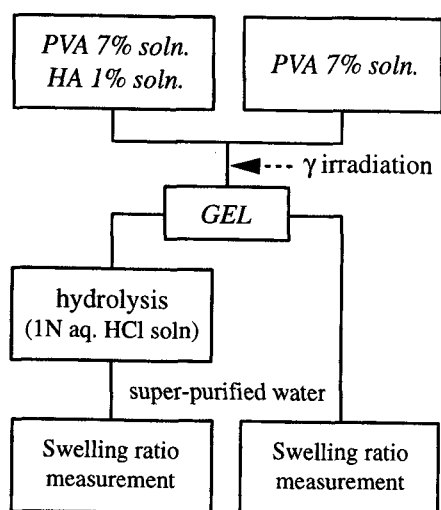 PVA 7% soln.
HA 1% soln.
PVA 7% soln.
γ irradiation
GEL
hydrolysis
(1N aq. HCl soln)
super-purified water
Swelling ratio
measurement
Swelling ratio
measurement